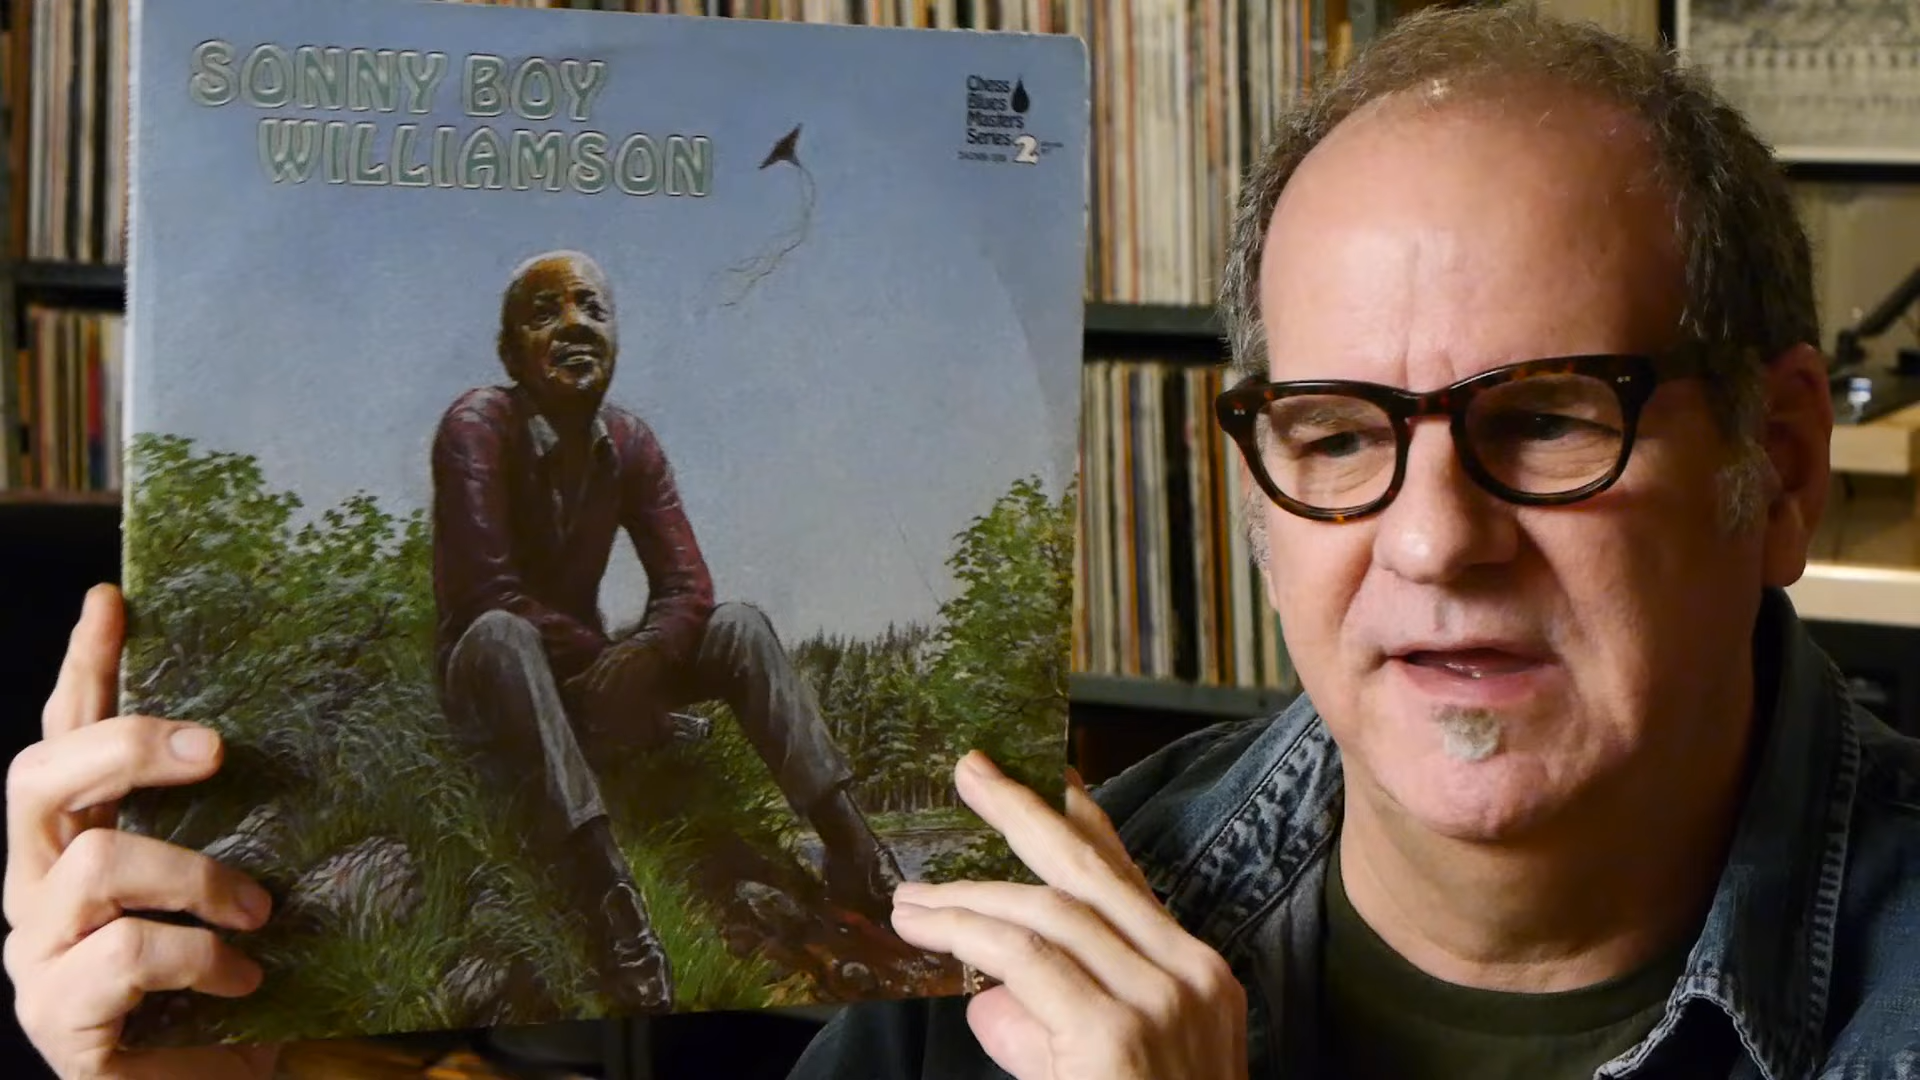 SONNY BOY
WILLIAMSON
Chess
Blues
Masters
Series 2